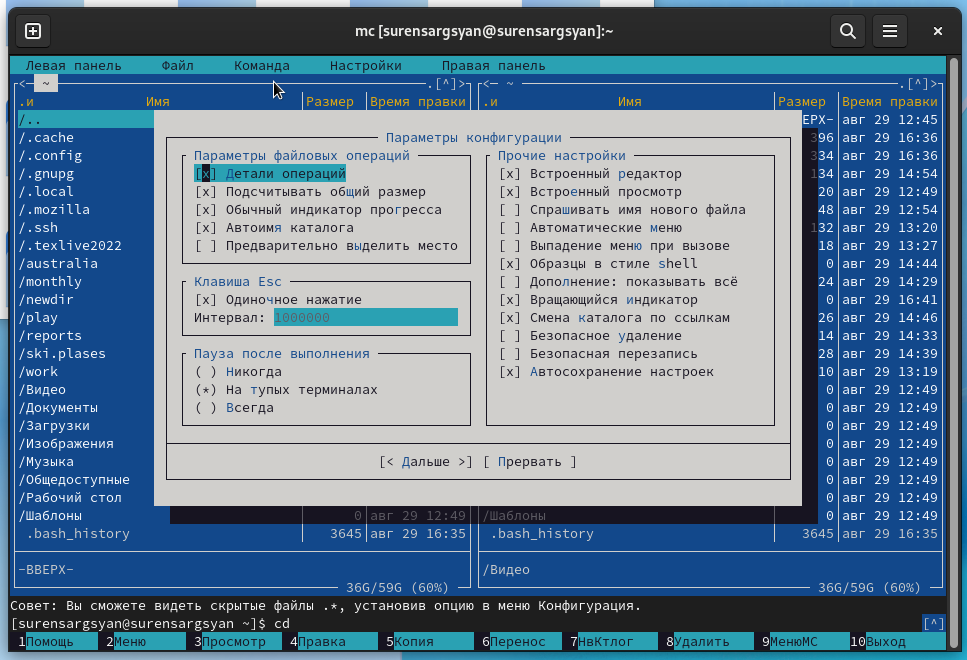 mc [surensargsyan@surensargsyan]:~
Левая панель Файл Команда Настройки Правая панель
<─ ~ .[^]> <─ ~ .[^]>
.и Имя Размер Время правки .и Имя Размер Время правки
/.. ЕРХ- авг 29 12:45
Параметры конфигурации
/.cache 396 авг 29 16:36
/.config Параметры файловых операций Прочие настройки 334 авг 29 16:36
/.gnupg [x] Детали операций [x] Встроенный редактор 134 авг 29 14:54
/.local [x] Подсчитывать общий размер [x] Встроенный просмотр 20 авг 29 12:49
/.mozilla [x] Обычный индикатор прогресса [ ] Спрашивать имя нового файла 48 авг 29 12:54
/.ssh [x] Автоимя каталога [ ] Автоматические меню 132 авг 29 13:20
/.texlive2022 [ ] Предварительно выделить место [ ] Выпадение меню при вызове 18 авг 29 13:27
/australia [x] Образцы в стиле shell 0 авг 29 14:44
/monthly Клавиша Esc [ ] Дополнение: показывать всё 24 авг 29 14:29
/newdir [x] Одиночное нажатие [x] Вращающийся индикатор 0 авг 29 16:41
/play Интервал: 1000000 [x] Смена каталога по ссылкам 26 авг 29 14:46
/reports [ ] Безопасное удаление 14 авг 29 14:33
/ski.plases Пауза после выполнения [ ] Безопасная перезапись 28 авг 29 14:39
/work ( ) Никогда [x] Автосохранение настроек 10 авг 29 13:19
/Видео (*) На тупых терминалах 0 авг 29 12:49
/Документы ( ) Всегда 0 авг 29 12:49
/Загрузки 0 авг 29 12:49
/Изображения 0 авг 29 12:49
/Музыка [< Дальше >] [ Прервать ] 0 авг 29 12:49
/Общедоступные 0 авг 29 12:49
/Рабочий стол 0 авг 29 12:49
/Шаблоны 0 авг 29 12:49 /Шаблоны 0 авг 29 12:49
.bash_history 3645 авг 29 16:35 .bash_history 3645 авг 29 16:35
-ВВЕРХ- /Видео
36G/59G (60%) 36G/59G (60%)
Совет: Вы сможете видеть скрытые файлы .*, установив опцию в меню Конфигурация.
[surensargsyan@surensargsyan ~]$ cd [^]
1Помощь 2Меню 3Просмотр 4Правка 5Копия 6Перенос 7НвКтлог 8Удалить 9МенюMC 10Выход